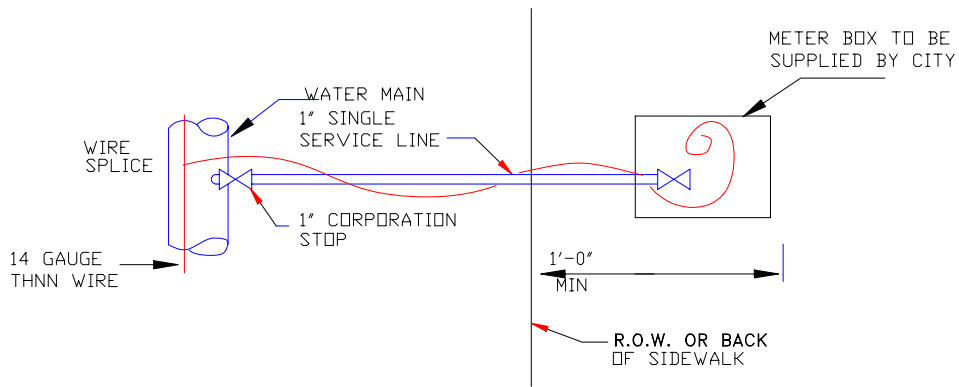 METER BOX TO BE
SUPPLIED BY CITY
WATER MAIN
1" SINGLE
SERVICE LINE
WIRE
SPLICE
1" CORPORATION
STOP
14 GAUGE
THNN WIRE
1'-0"
MIN
R.O.W. OR BACK
OF SIDEWALK